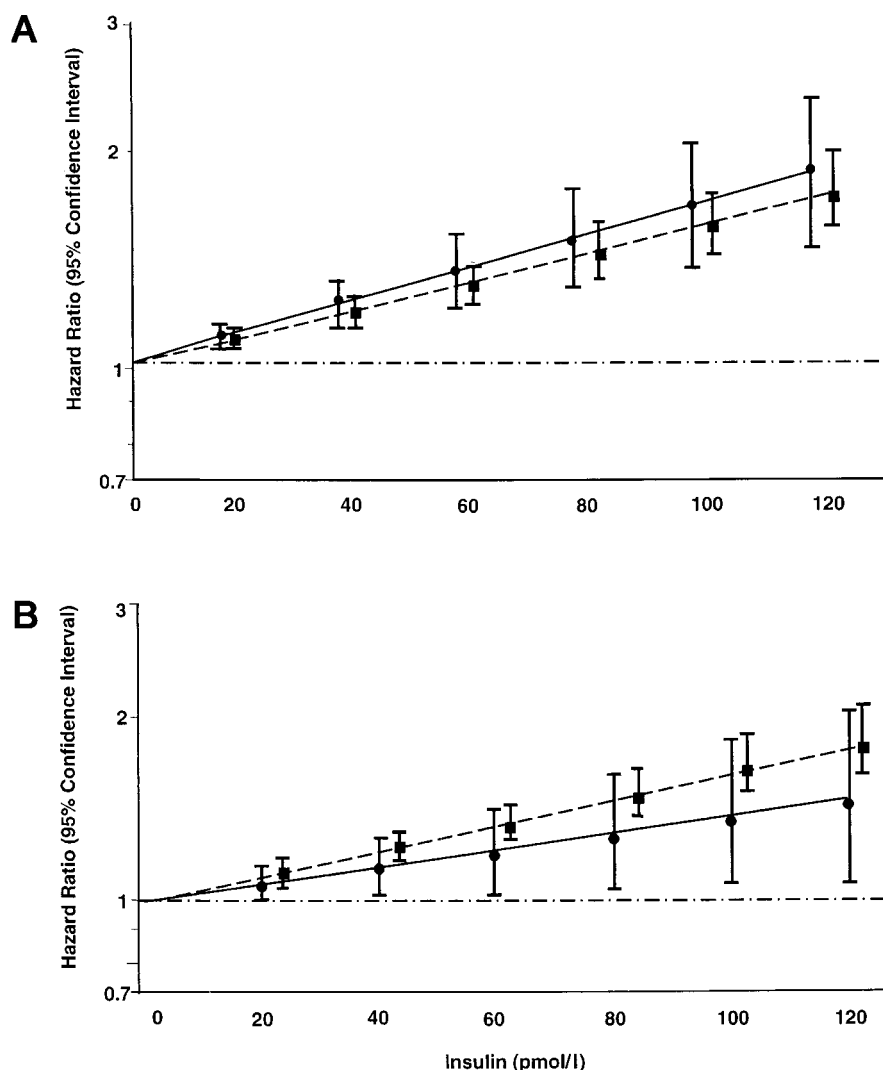 A
Hazard Ratio (95% Confidence Interval)
3
2
1
0.7
0 20 40 60 80 100 120
B
Hazard Ratio (95% Confidence Interval)
3
2
1
0.7
0 20 40 60 80 100 120
Insulin (pmol/l)